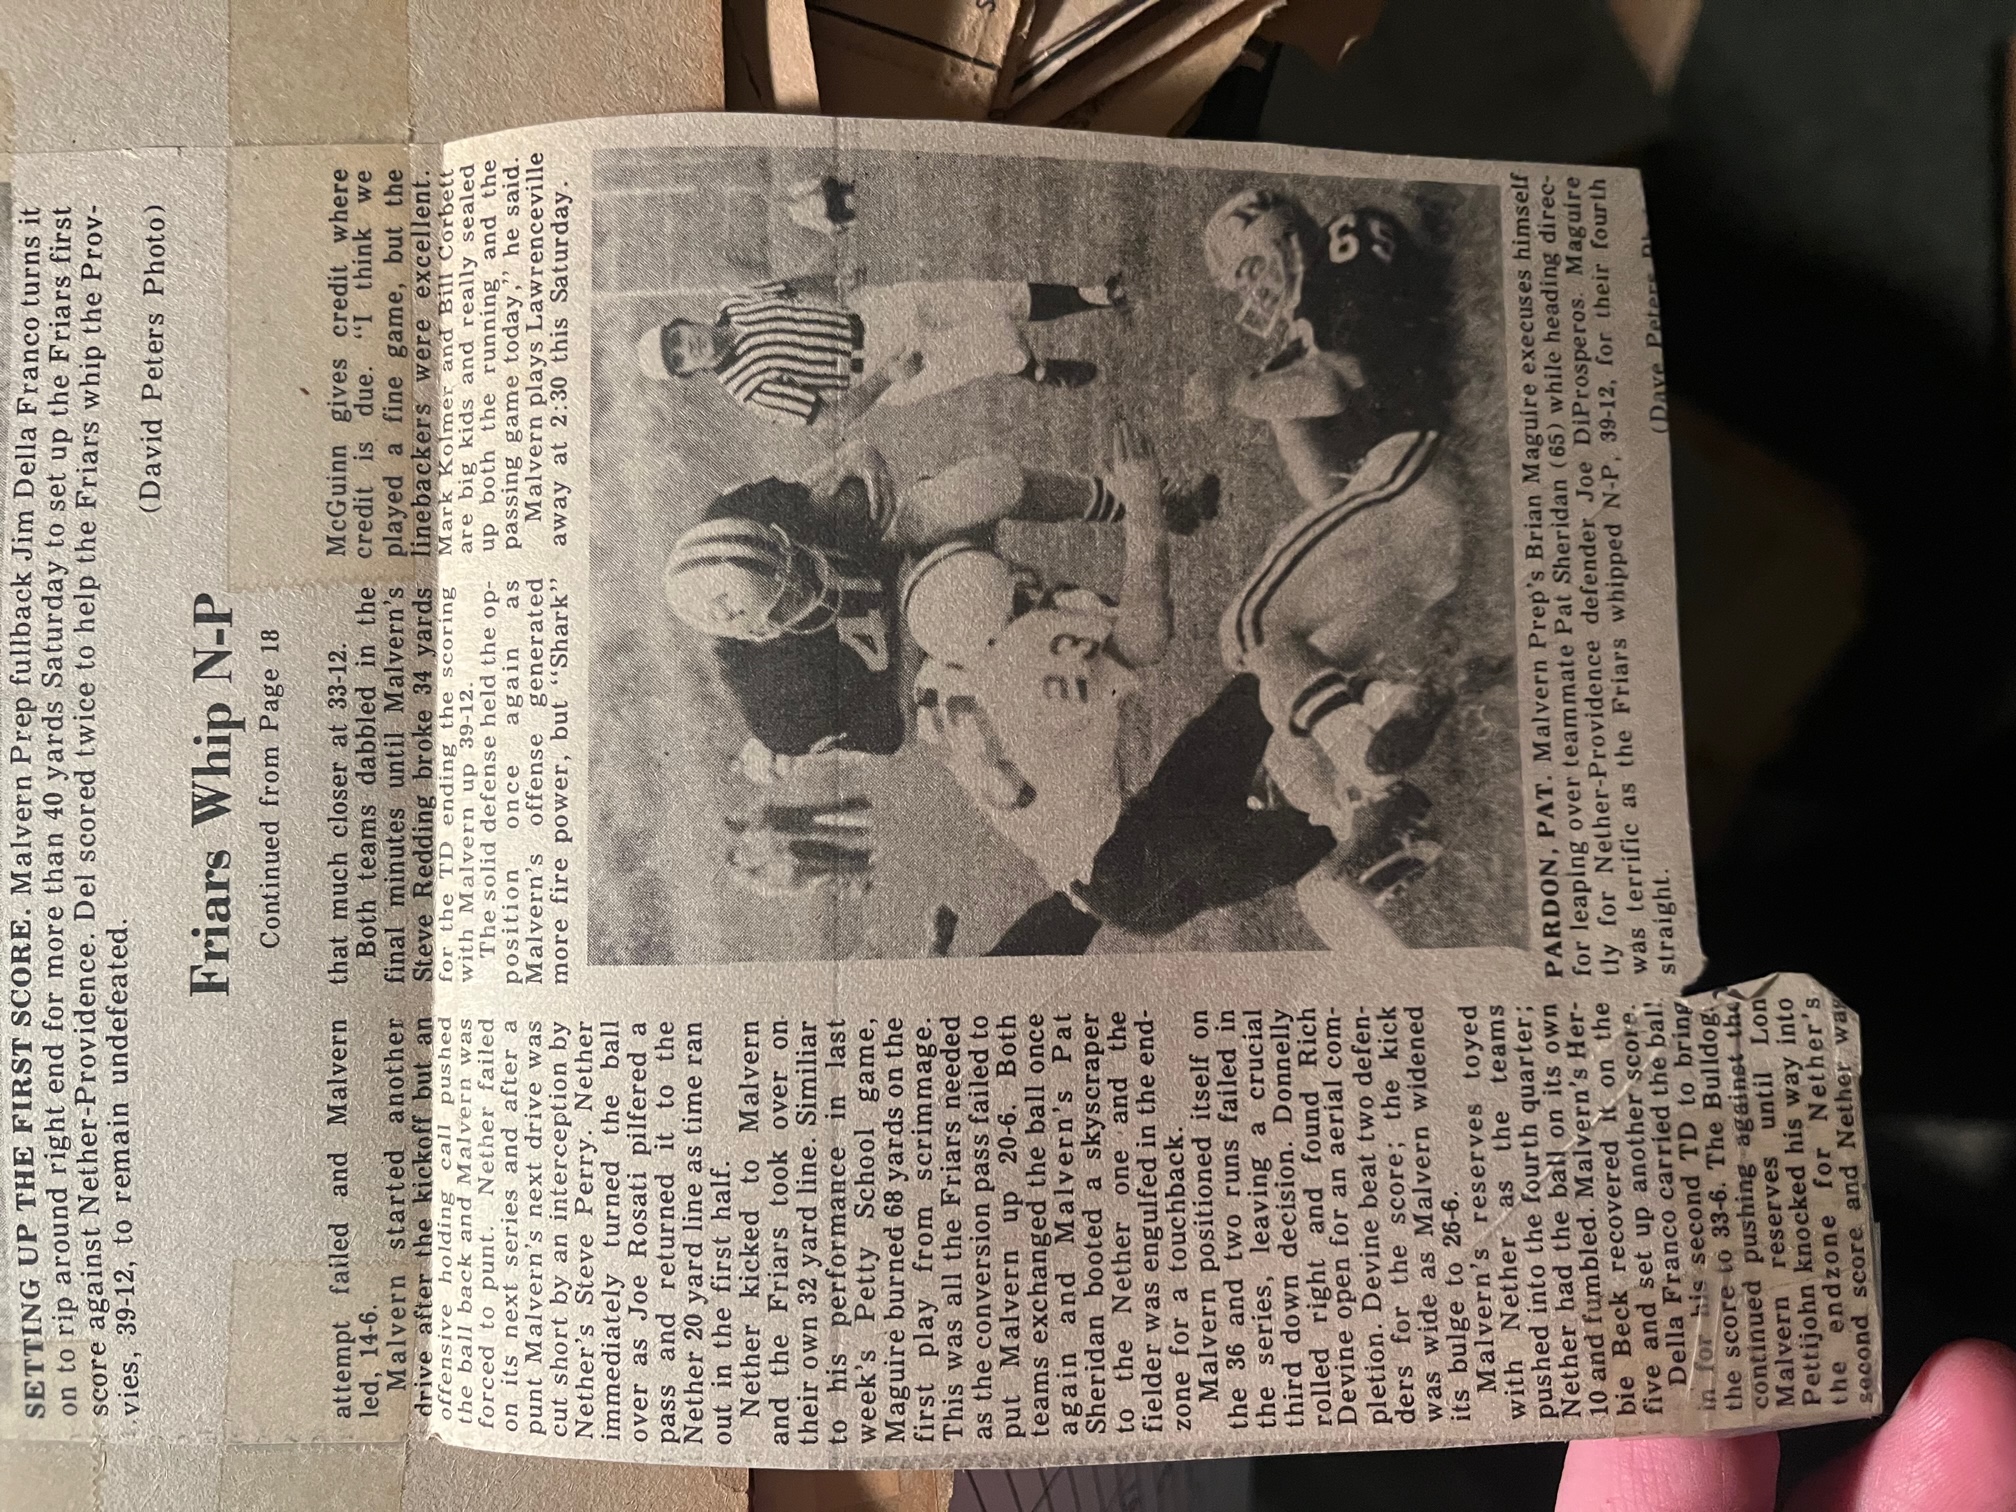 SETTING UP THE FIRST SCORE. Malvern Prep fullback Jim Della Franco turns it
on to rip around right end for more than 40 yards Saturday to set up the Friars first
score against Nether-Providence. Del scored twice to help the Friars whip the Prov-
vies, 39-12, to remain undefeated.
(David Peters Photo)
Friars Whip N-P
Continued from Page 18
attempt failed and Malvern
led, 14-6.
Malvern started another
drive after the kickoff but an
offensive holding call pushed
the ball back and Malvern was
forced to punt. Nether failed
on its next series and after a
punt Malvern's next drive was
cut short by an interception by
Nether's Steve Perry. Nether
immediately turned the ball
over as Joe Rosati pilfered a
pass and returned it to the
Nether 20 yard line as time ran
out in the first half.
Nether kicked to Malvern
and the Friars took over on
their own 32 yard line. Similiar
to his performance in last
week's Petty School game,
Maguire burned 68 yards on the
first play from scrimmage.
This was all the Friars needed
as the conversion pass failed to
put Malvern up 20-6. Both
teams exchanged the ball once
again and Malvern's Pat
Sheridan booted a skyscraper
to the Nether one and the
fielder was engulfed in the end-
zone for a touchback.
Malvern positioned itself on
the 36 and two runs failed in
the series, leaving a crucial
third down decision. Donnelly
rolled right and found Rich
Devine open for an aerial com-
pletion. Devine beat two defen-
ders for the score; the kick
was wide as Malvern widened
its bulge to 26-6.
Malvern's reserves toyed
with Nether as the teams
pushed into the fourth quarter;
Nether had the ball on its own
10 and fumbled. Malvern's Her-
bie Beck recovered it on the
five and set up another score.
Della Franco carried the ball
in for his second TD to bring
the score to 33-6. The Bulldogs
continued pushing against the
Malvern reserves until Lon
Pettijohn knocked his way into
the endzone for Nether's
second score and Nether was
that much closer at 33-12.
Both teams dabbled in the
final minutes until Malvern's
Steve Redding broke 34 yards
for the TD ending the scoring
with Malvern up 39-12.
The solid defense held the op-
position once again as
Malvern's offense generated
more fire power, but "Shark"
McGuinn gives credit where
credit is due. "I think we
played a fine game, but the
linebackers were excellent.
Mark Kolmer and Bill Corbett
are big kids and really sealed
up both the running and the
passing game today," he said.
Malvern plays Lawrenceville
away at 2:30 this Saturday.
23
65
N
PARDON, PAT. Malvern Prep's Brian Maguire execuses himself
for leaping over teammate Pat Sheridan (65) while heading direc-
tly for Nether-Providence defender Joe DiProsperos. Maguire
was terrific as the Friars whipped N-P, 39-12, for their fourth
straight.
(Dave Peters